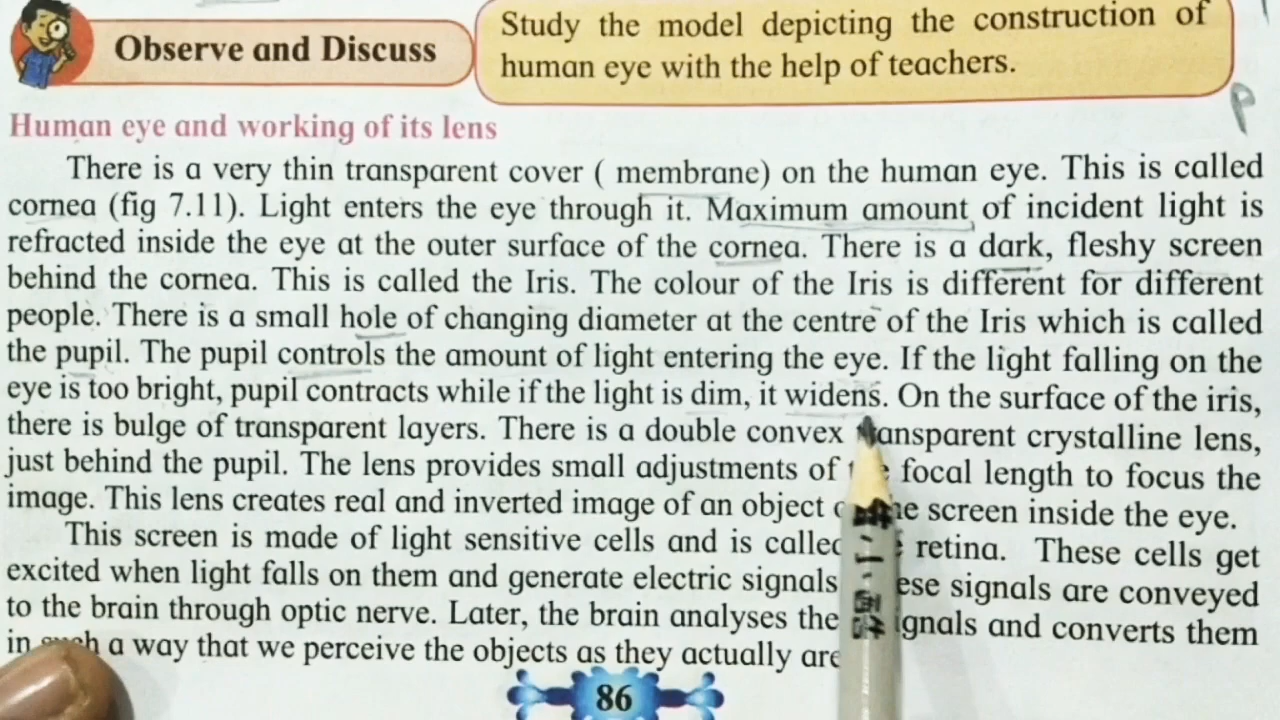 Observe and Discuss
Study the model depicting the construction of
human eye with the help of teachers.
P
Human eye and working of its lens
There is a very thin transparent cover ( membrane) on the human eye. This is called
cornea (fig 7.11). Light enters the eye through it. Maximum amount of incident light is
refracted inside the eye at the outer surface of the cornea. There is a dark, fleshy screen
behind the cornea. This is called the Iris. The colour of the Iris is different for different
people. There is a small hole of changing diameter at the centre of the Iris which is called
the pupil. The pupil controls the amount of light entering the eye. If the light falling on the
eye is too bright, pupil contracts while if the light is dim, it widens. On the surface of the iris,
there is bulge of transparent layers. There is a double convex transparent crystalline lens,
just behind the pupil. The lens provides small adjustments of focal length to focus the
image. This lens creates real and inverted image of an object screen inside the eye.
This screen is made of light sensitive cells and is called retina. These cells get
excited when light falls on them and generate electric signals signals are conveyed
to the brain through optic nerve. Later, the brain analyses signals and converts them
in such a way that we perceive the objects as they actually are
86